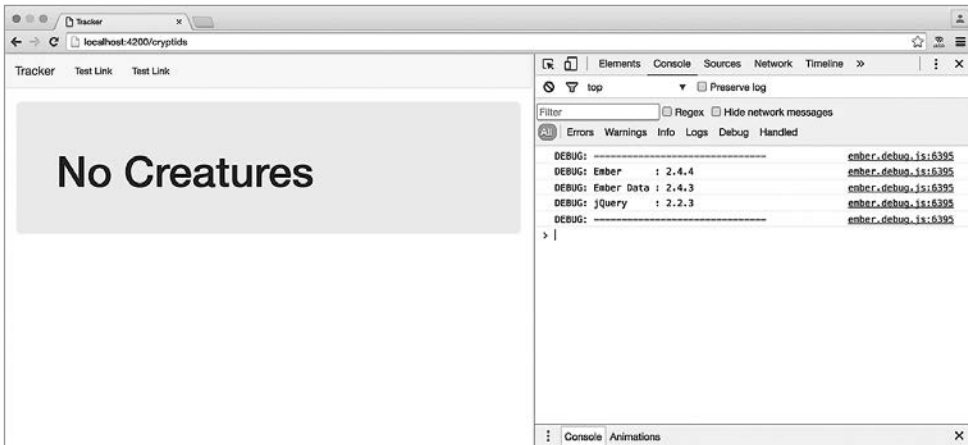 Tracker
localhost:4200/cryptids
Tracker Test Link Test Link
No Creatures
Elements Console Sources Network Timeline »
top ▼ Preserve log
Filter Regex Hide network messages
All Errors Warnings Info Logs Debug Handled
DEBUG: ------------------------------- ember.debug.js:6395
DEBUG: Ember : 2.4.4 ember.debug.js:6395
DEBUG: Ember Data : 2.4.3 ember.debug.js:6395
DEBUG: jQuery : 2.2.3 ember.debug.js:6395
DEBUG: ------------------------------- ember.debug.js:6395
>
Console Animations